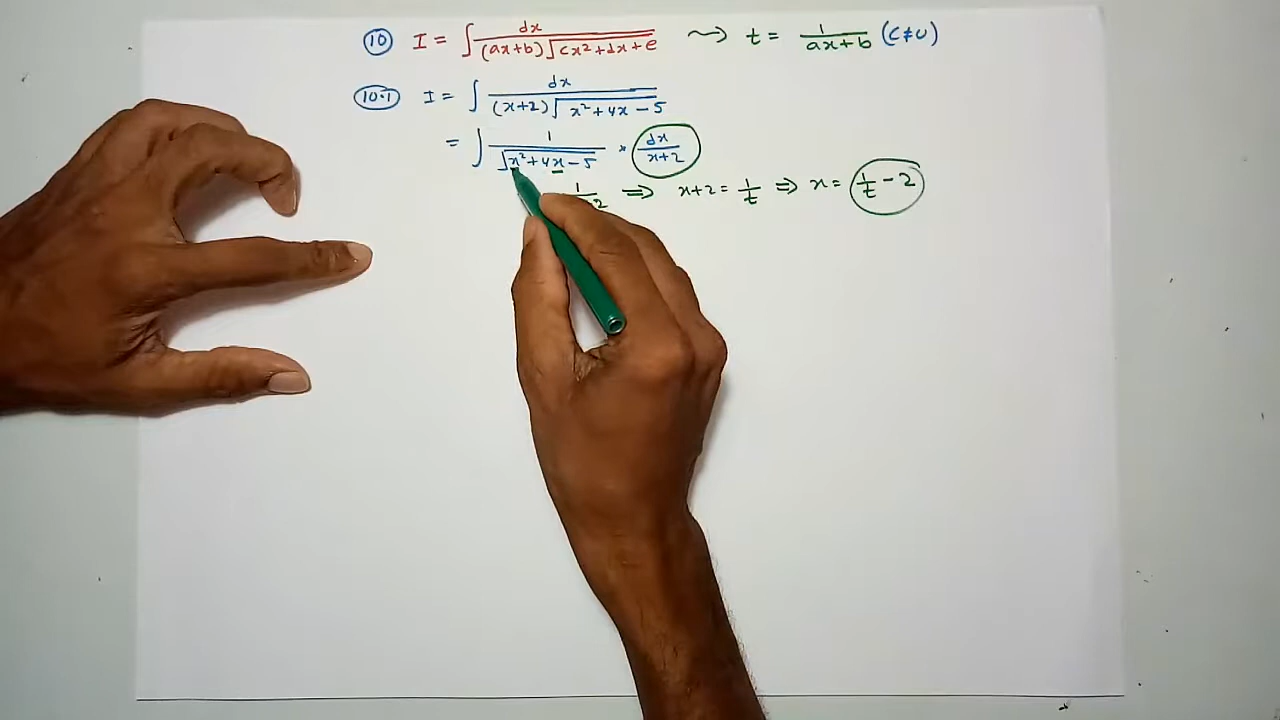 (10) I = ∫ dx / (ax+b)√(cx²+dx+e) ⇝ t = 1/(ax+b) (c≠0)
(10.1) I = ∫ dx / (x+2)√(x²+4x-5)
= ∫ 1/√(x²+4x-5) * dx/(x+2)
⇒ x+2 = 1/t ⇒ x = 1/t - 2